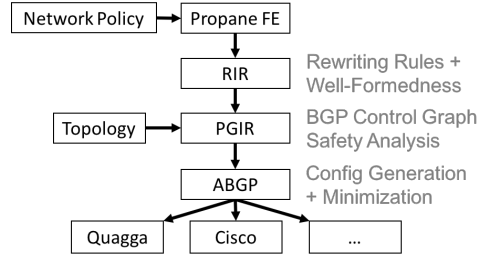 Network Policy
Propane FE
RIR
Rewriting Rules +
Well-Formedness
Topology
PGIR
BGP Control Graph
Safety Analysis
ABGP
Config Generation
+ Minimization
Quagga
Cisco
...